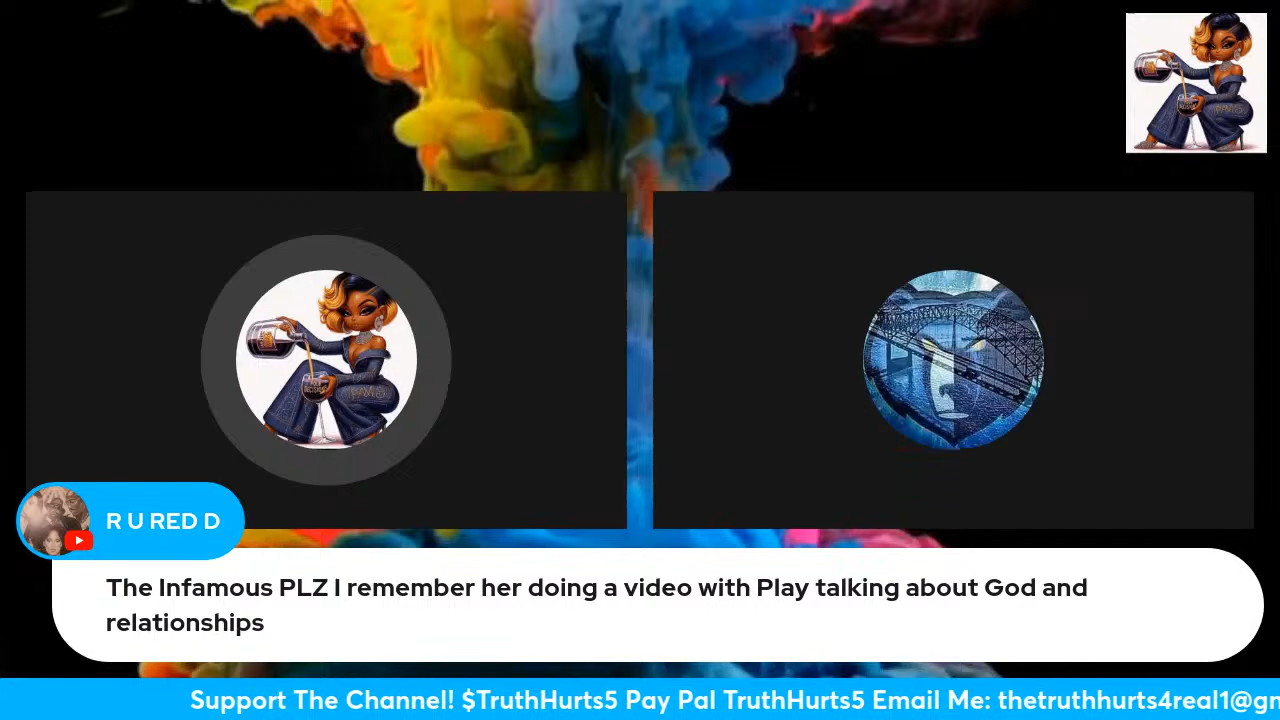 R U RED D
The Infamous PLZ I remember her doing a video with Play talking about God and
relationships
Support The Channel! $TruthHurts5 Pay Pal TruthHurts5 Email Me: thetruthhurts4real1@gm